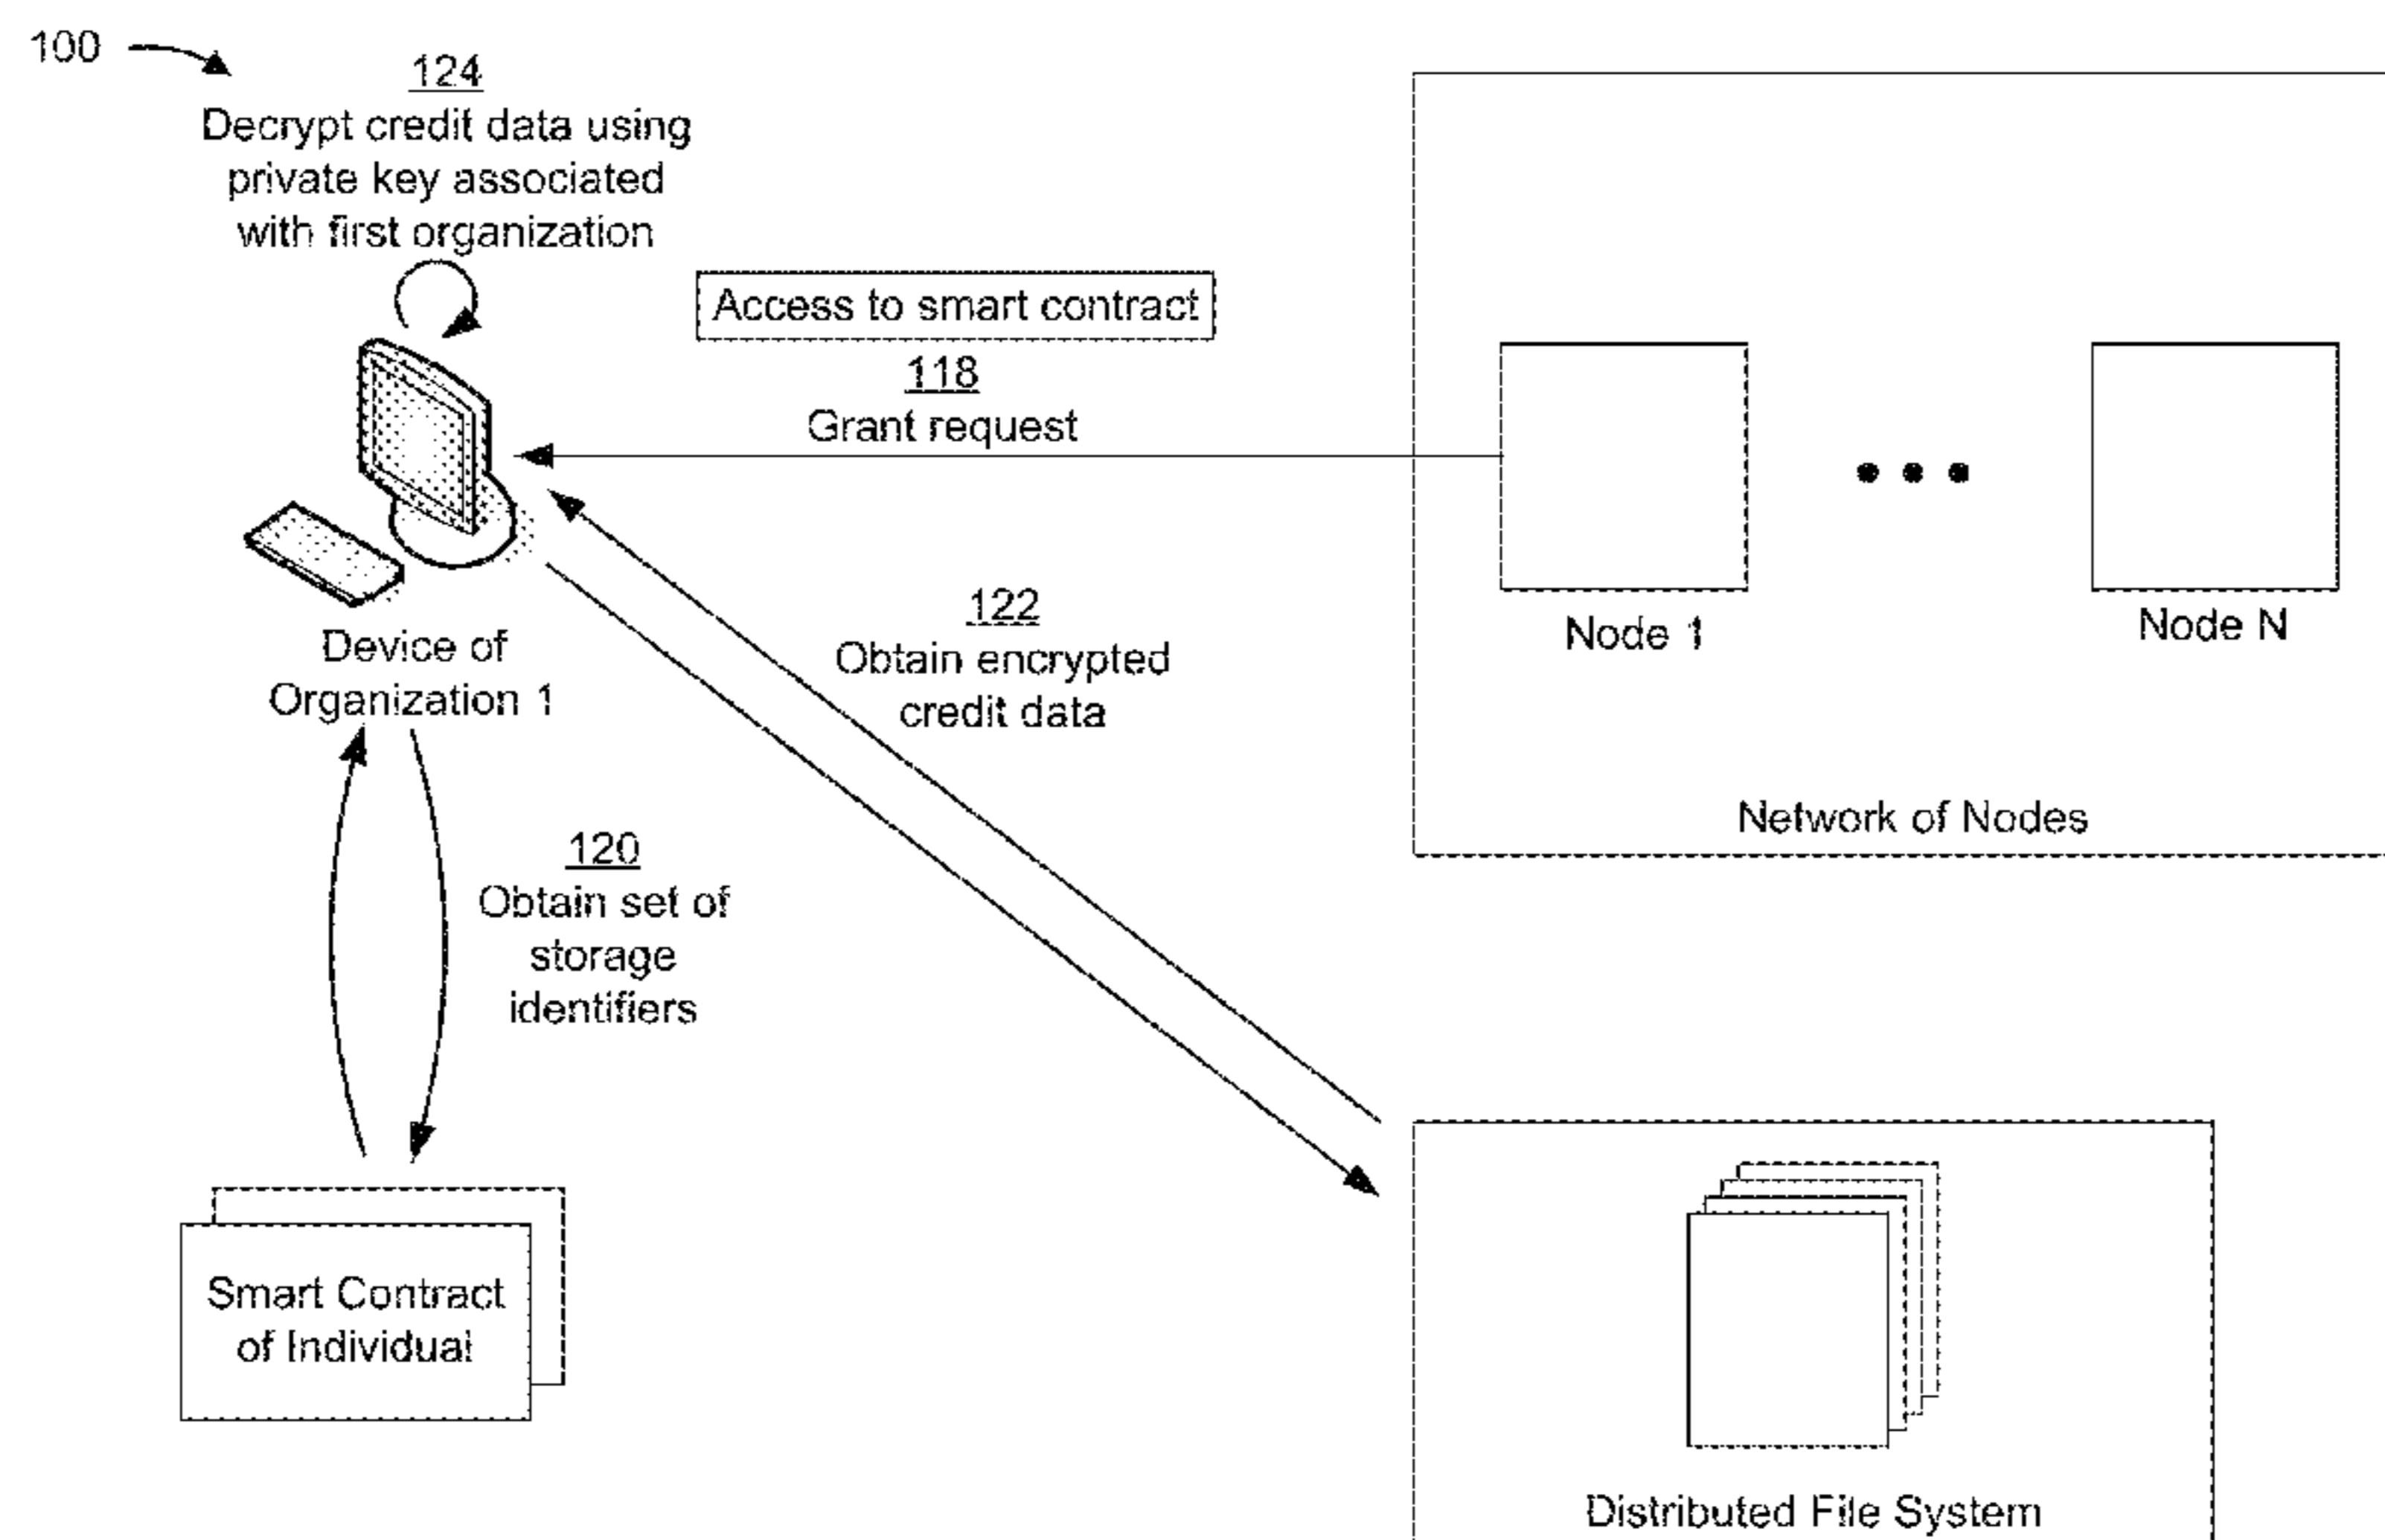 100
124
Decrypt credit data using
private key associated
with first organization
Access to smart contract
118
Grant request
Node 1
Node N
Network of Nodes
Device of
Organization 1
122
Obtain encrypted
credit data
120
Obtain set of
storage
identifiers
Smart Contract
of Individual
Distributed File System